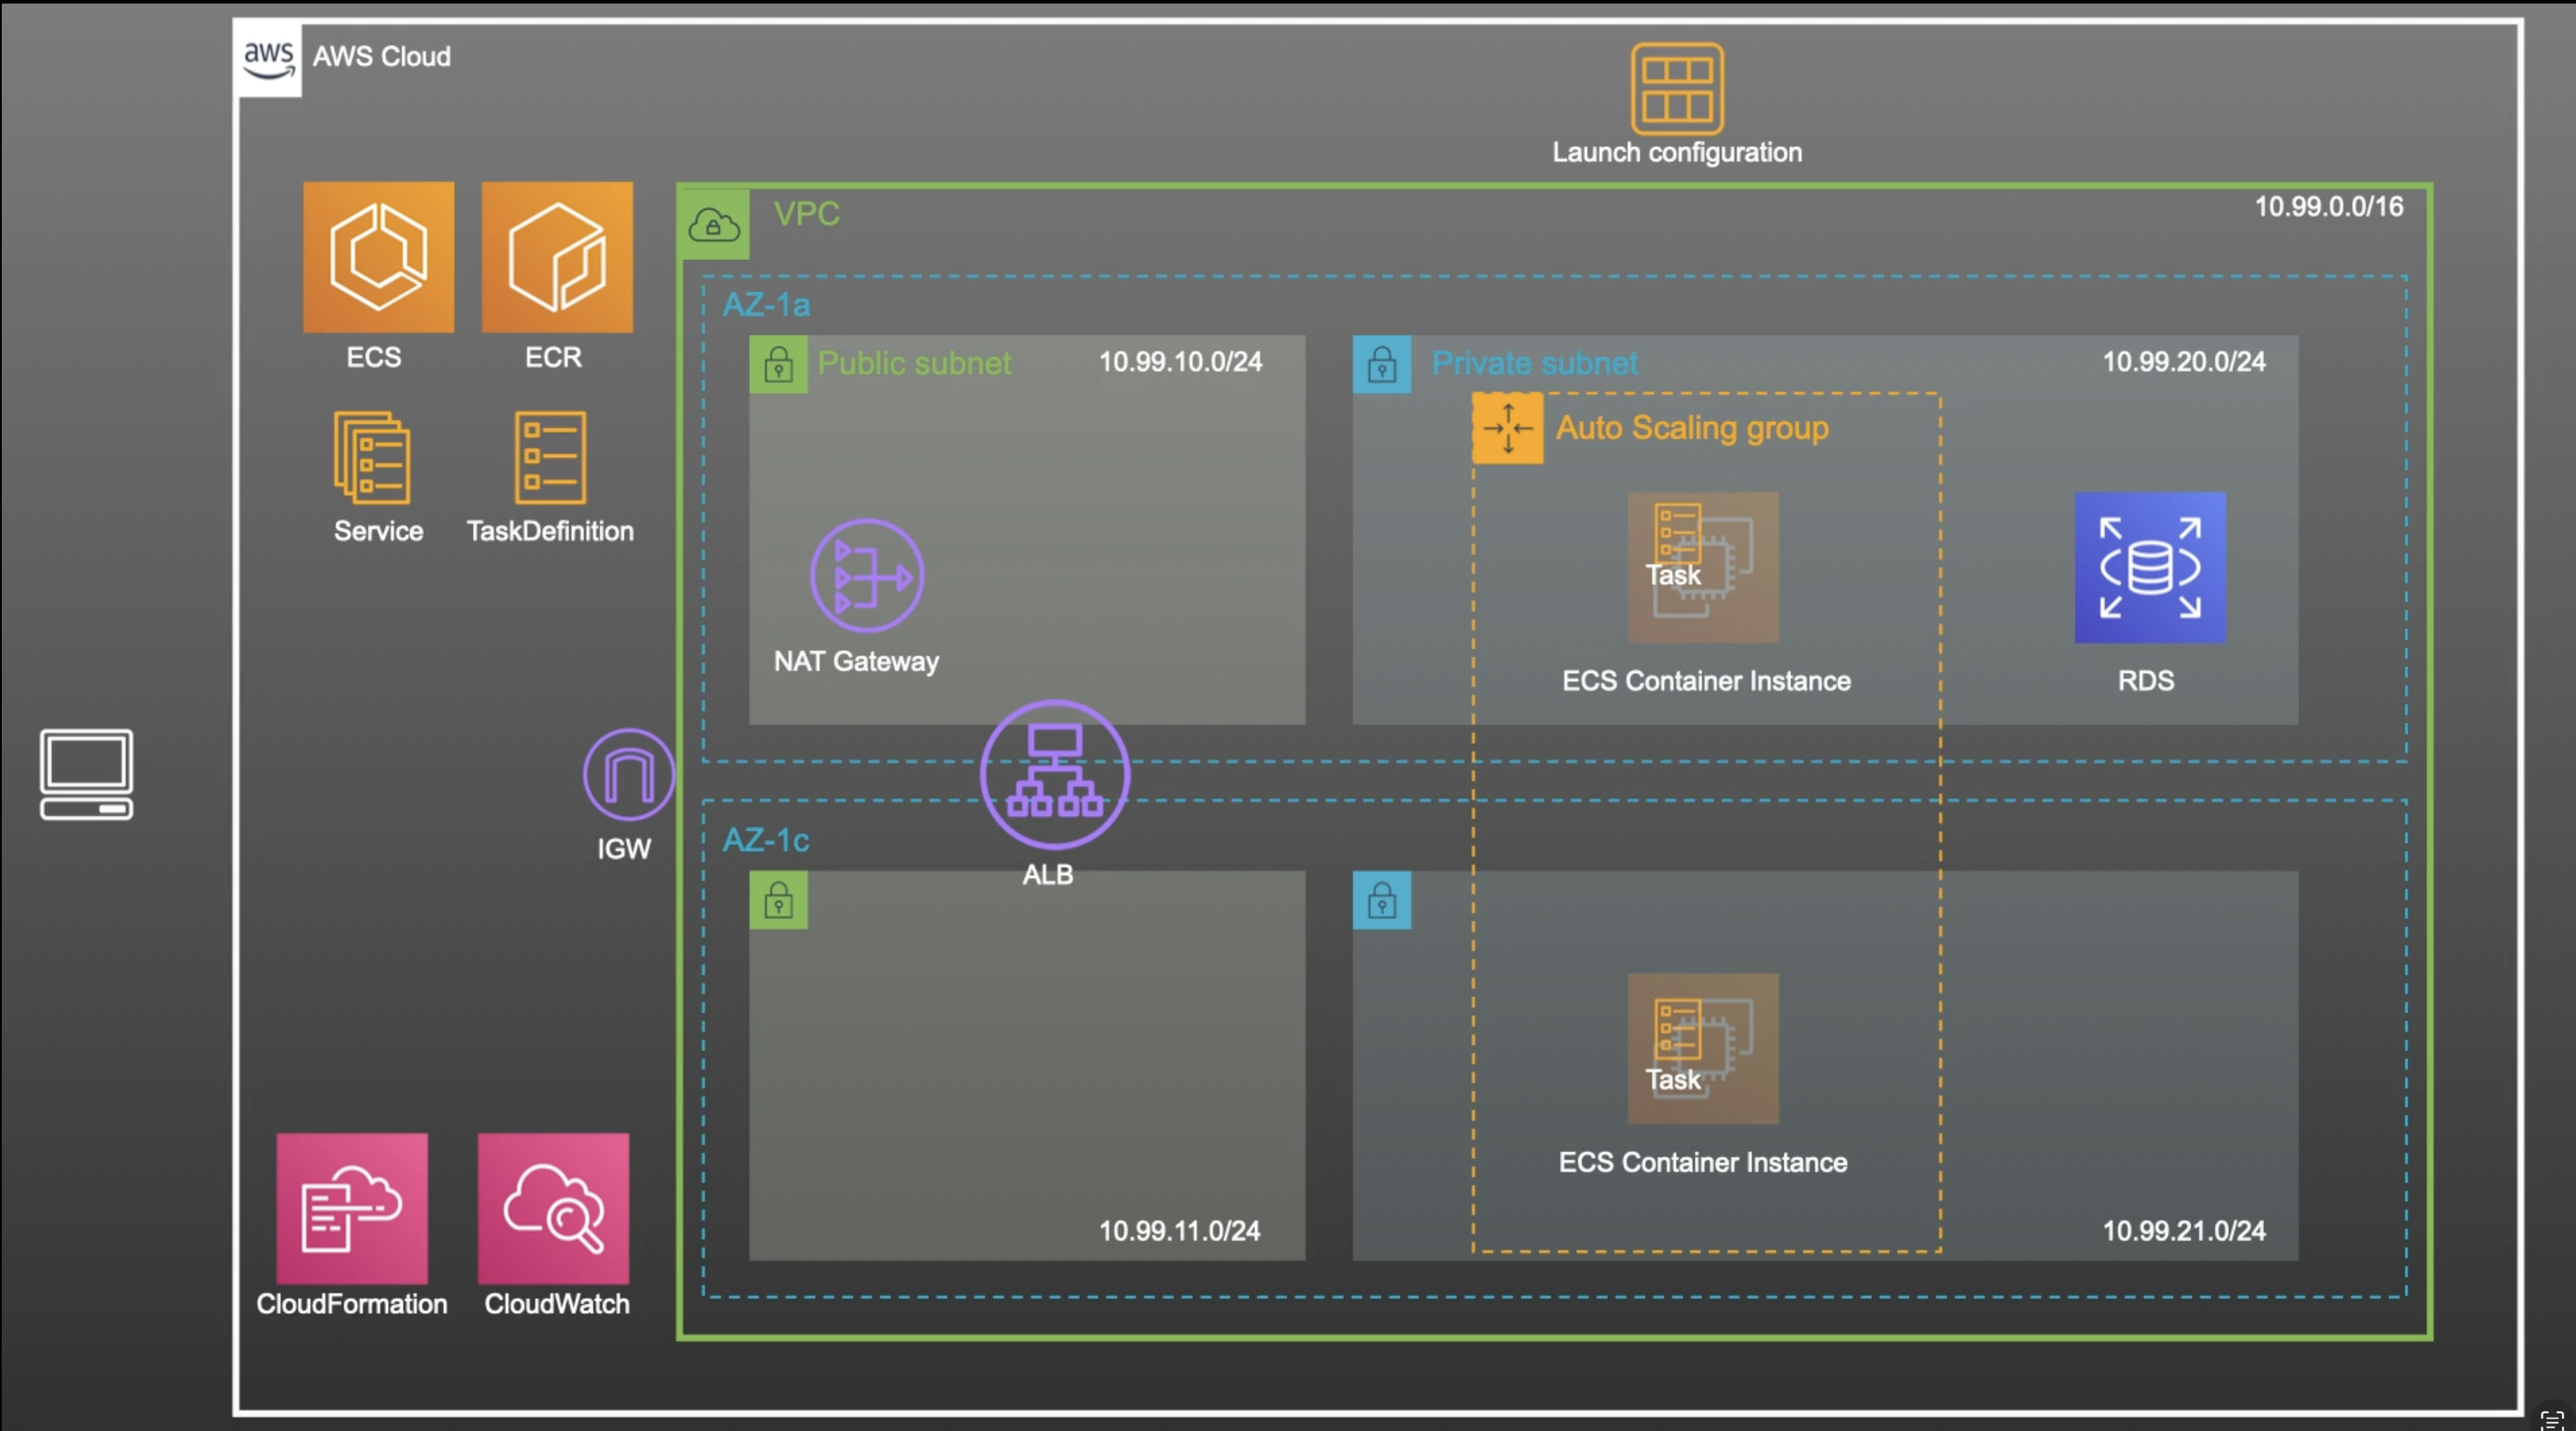 aws
AWS Cloud
Launch configuration
ECS
ECR
Service
TaskDefinition
VPC
10.99.0.0/16
AZ-1a
Public subnet
10.99.10.0/24
Private subnet
10.99.20.0/24
Auto Scaling group
Task
NAT Gateway
ECS Container Instance
RDS
IGW
ALB
AZ-1c
Task
ECS Container Instance
10.99.11.0/24
10.99.21.0/24
CloudFormation
CloudWatch